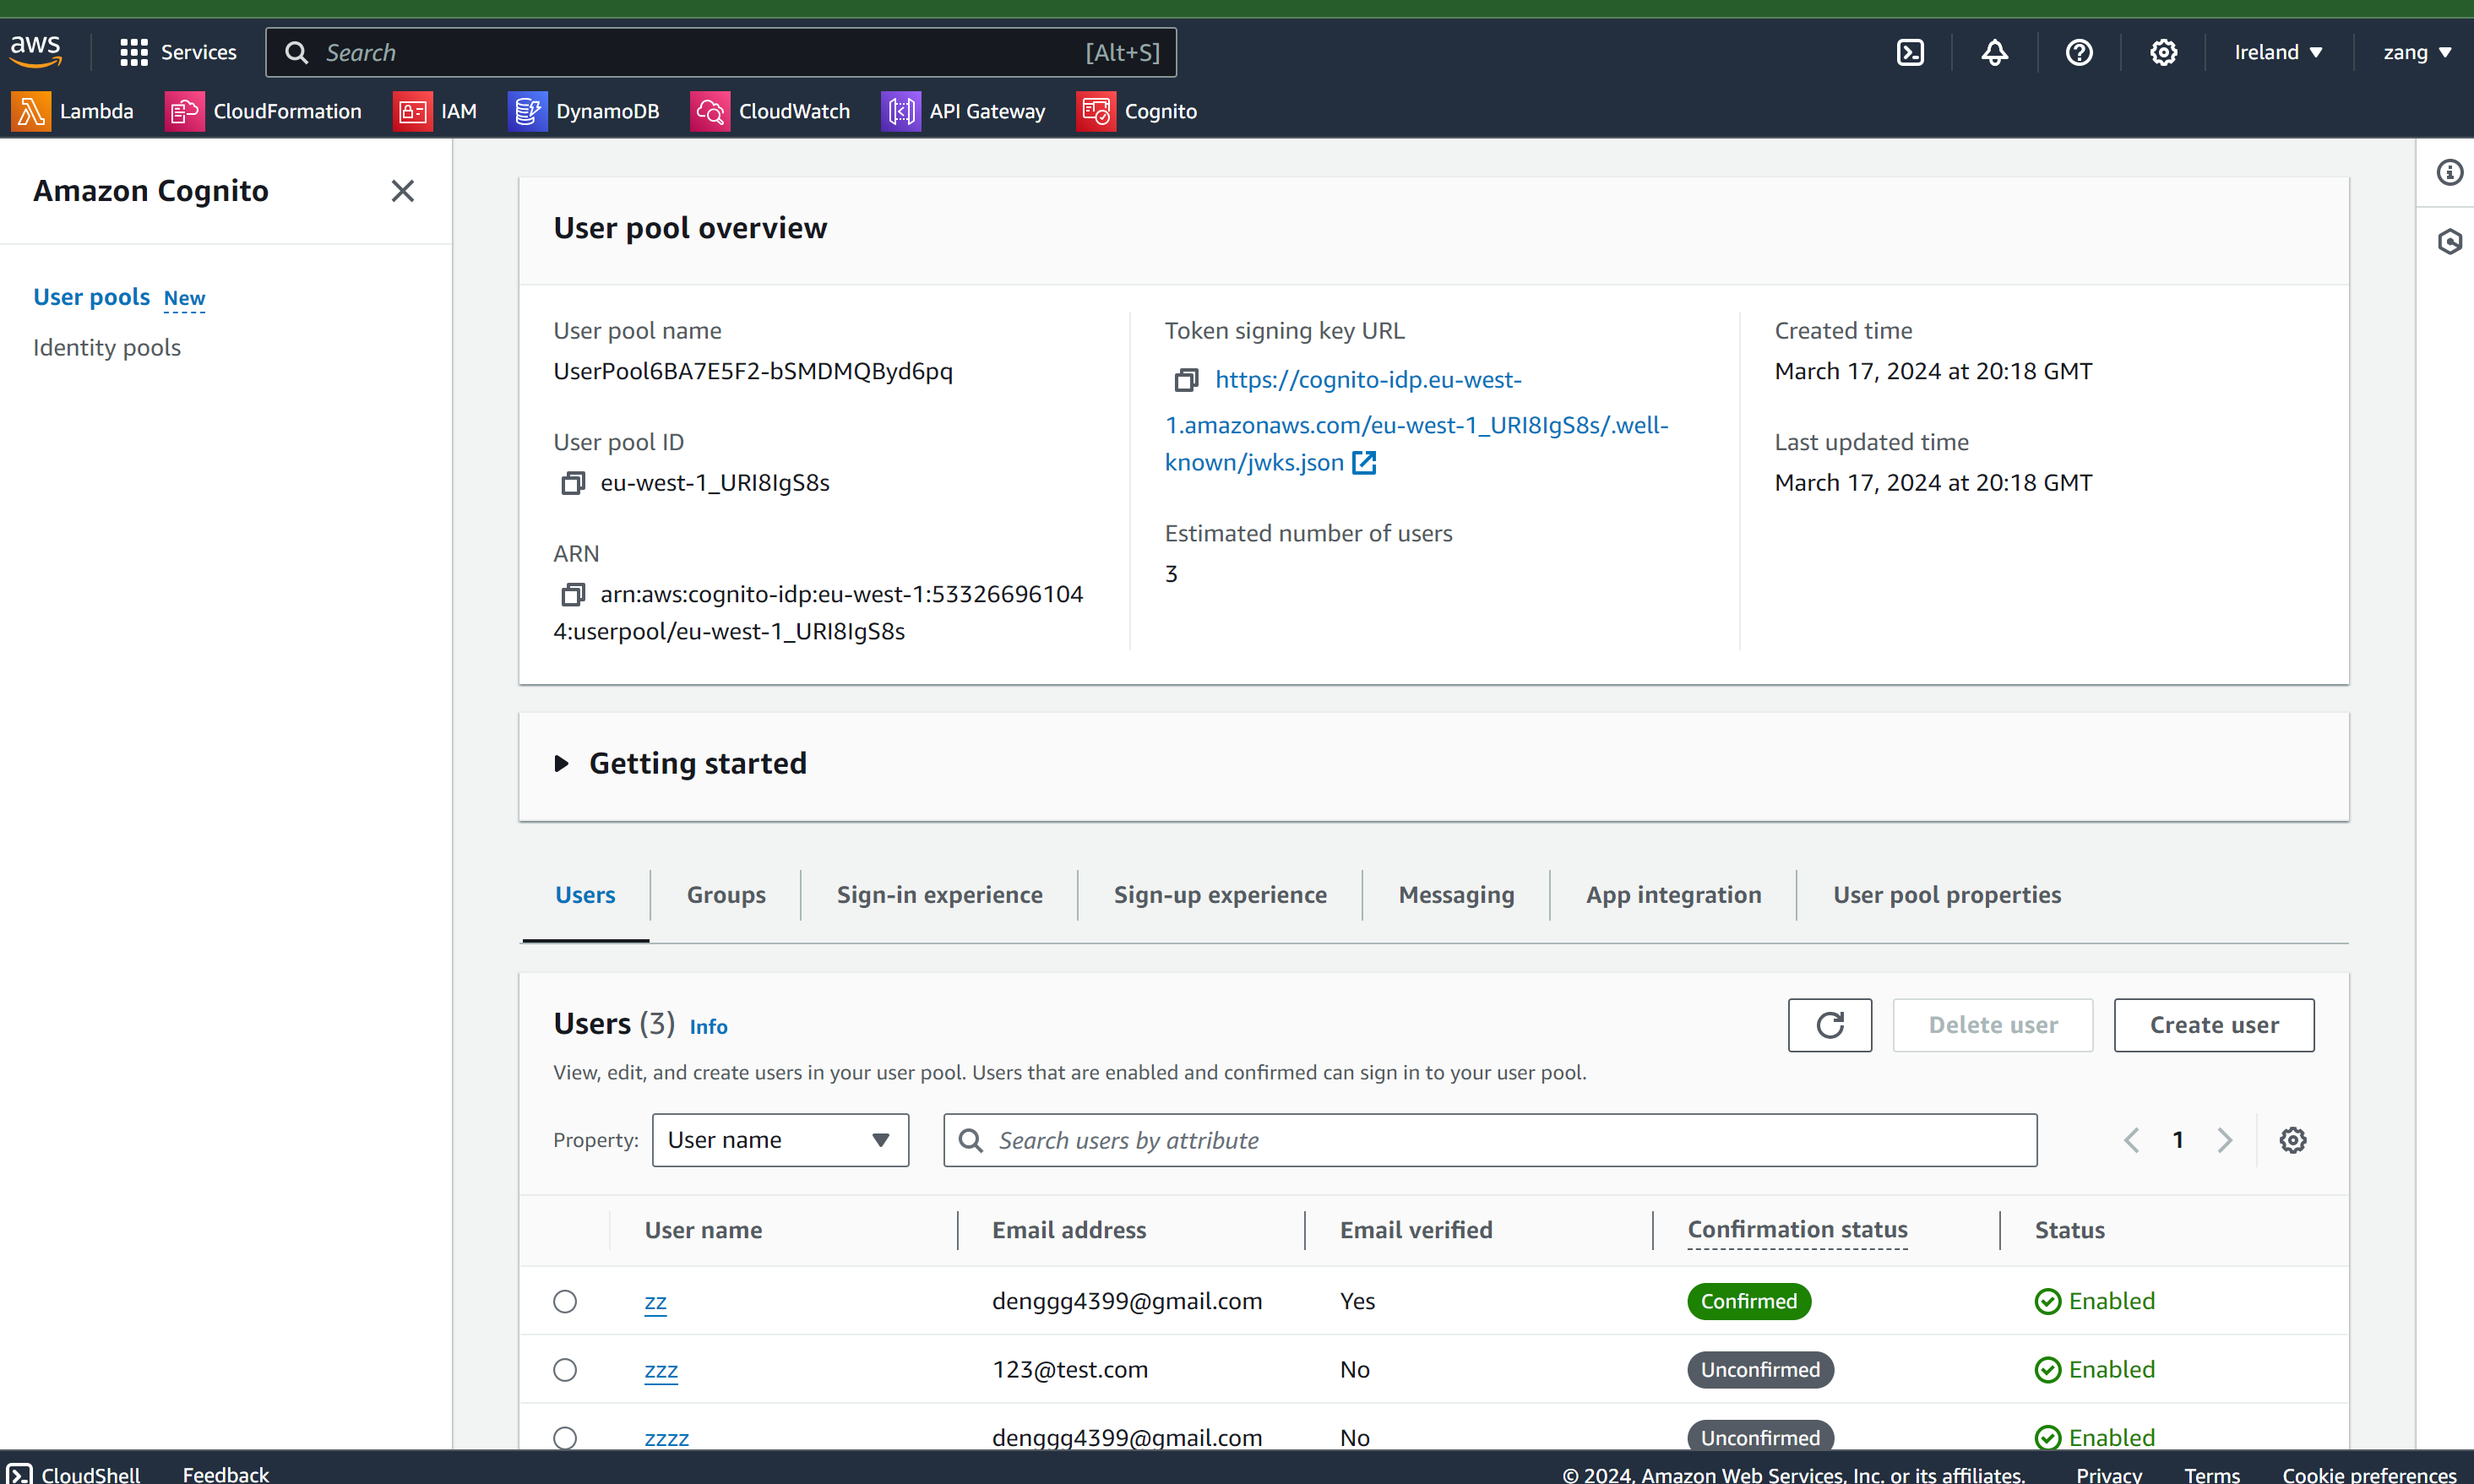 aws
Services
Search
[Alt+S]
Ireland
zang
Lambda
CloudFormation
IAM
DynamoDB
CloudWatch
API Gateway
Cognito
Amazon Cognito
User pools New
Identity pools
User pool overview
User pool name
UserPool6BA7E5F2-bSMDMQByd6pq
User pool ID
eu-west-1_URI8IgS8s
ARN
arn:aws:cognito-idp:eu-west-1:53326696104
4:userpool/eu-west-1_URI8IgS8s
Token signing key URL
https://cognito-idp.eu-west-
1.amazonaws.com/eu-west-1_URI8IgS8s/.well-
known/jwks.json
Estimated number of users
3
Created time
March 17, 2024 at 20:18 GMT
Last updated time
March 17, 2024 at 20:18 GMT
Getting started
Users
Groups
Sign-in experience
Sign-up experience
Messaging
App integration
User pool properties
Users (3) Info
Delete user
Create user
View, edit, and create users in your user pool. Users that are enabled and confirmed can sign in to your user pool.
Property:
User name
Search users by attribute
1
User name
Email address
Email verified
Confirmation status
Status
zz
denggg4399@gmail.com
Yes
Confirmed
Enabled
zzz
123@test.com
No
Unconfirmed
Enabled
zzzz
denggg4399@gmail.com
No
Unconfirmed
Enabled
CloudShell
Feedback
© 2024, Amazon Web Services, Inc. or its affiliates.
Privacy
Terms
Cookie preferences